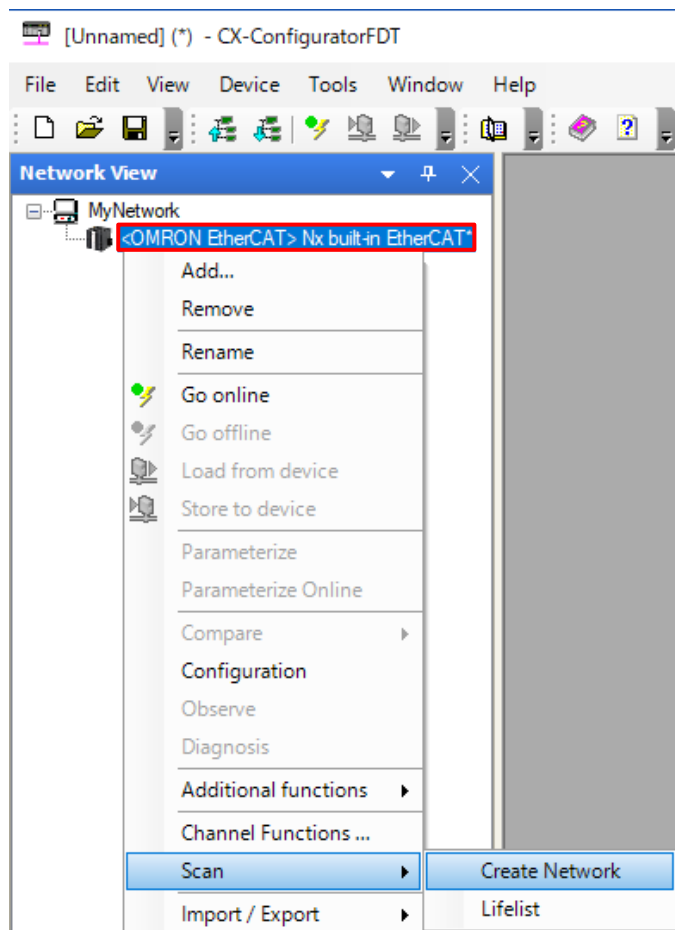 [Unnamed] (*) - CX-ConfiguratorFDT
File Edit View Device Tools Window Help
Network View
MyNetwork
<OMRON EtherCAT> Nx built-in EtherCAT*
Add...
Remove
Rename
Go online
Go offline
Load from device
Store to device
Parameterize
Parameterize Online
Compare
Configuration
Observe
Diagnosis
Additional functions
Channel Functions ...
Scan
Create Network
Import / Export
Lifelist